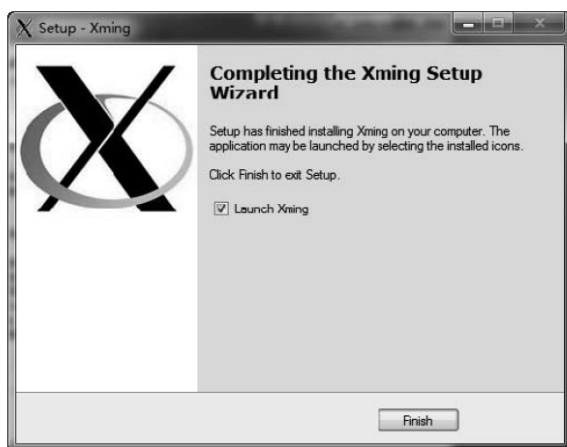 Setup - Xming
Completing the Xming Setup
Wizard
Setup has finished installing Xming on your computer. The
application may be launched by selecting the installed icons.
Click Finish to exit Setup.
Launch Xming
Finish